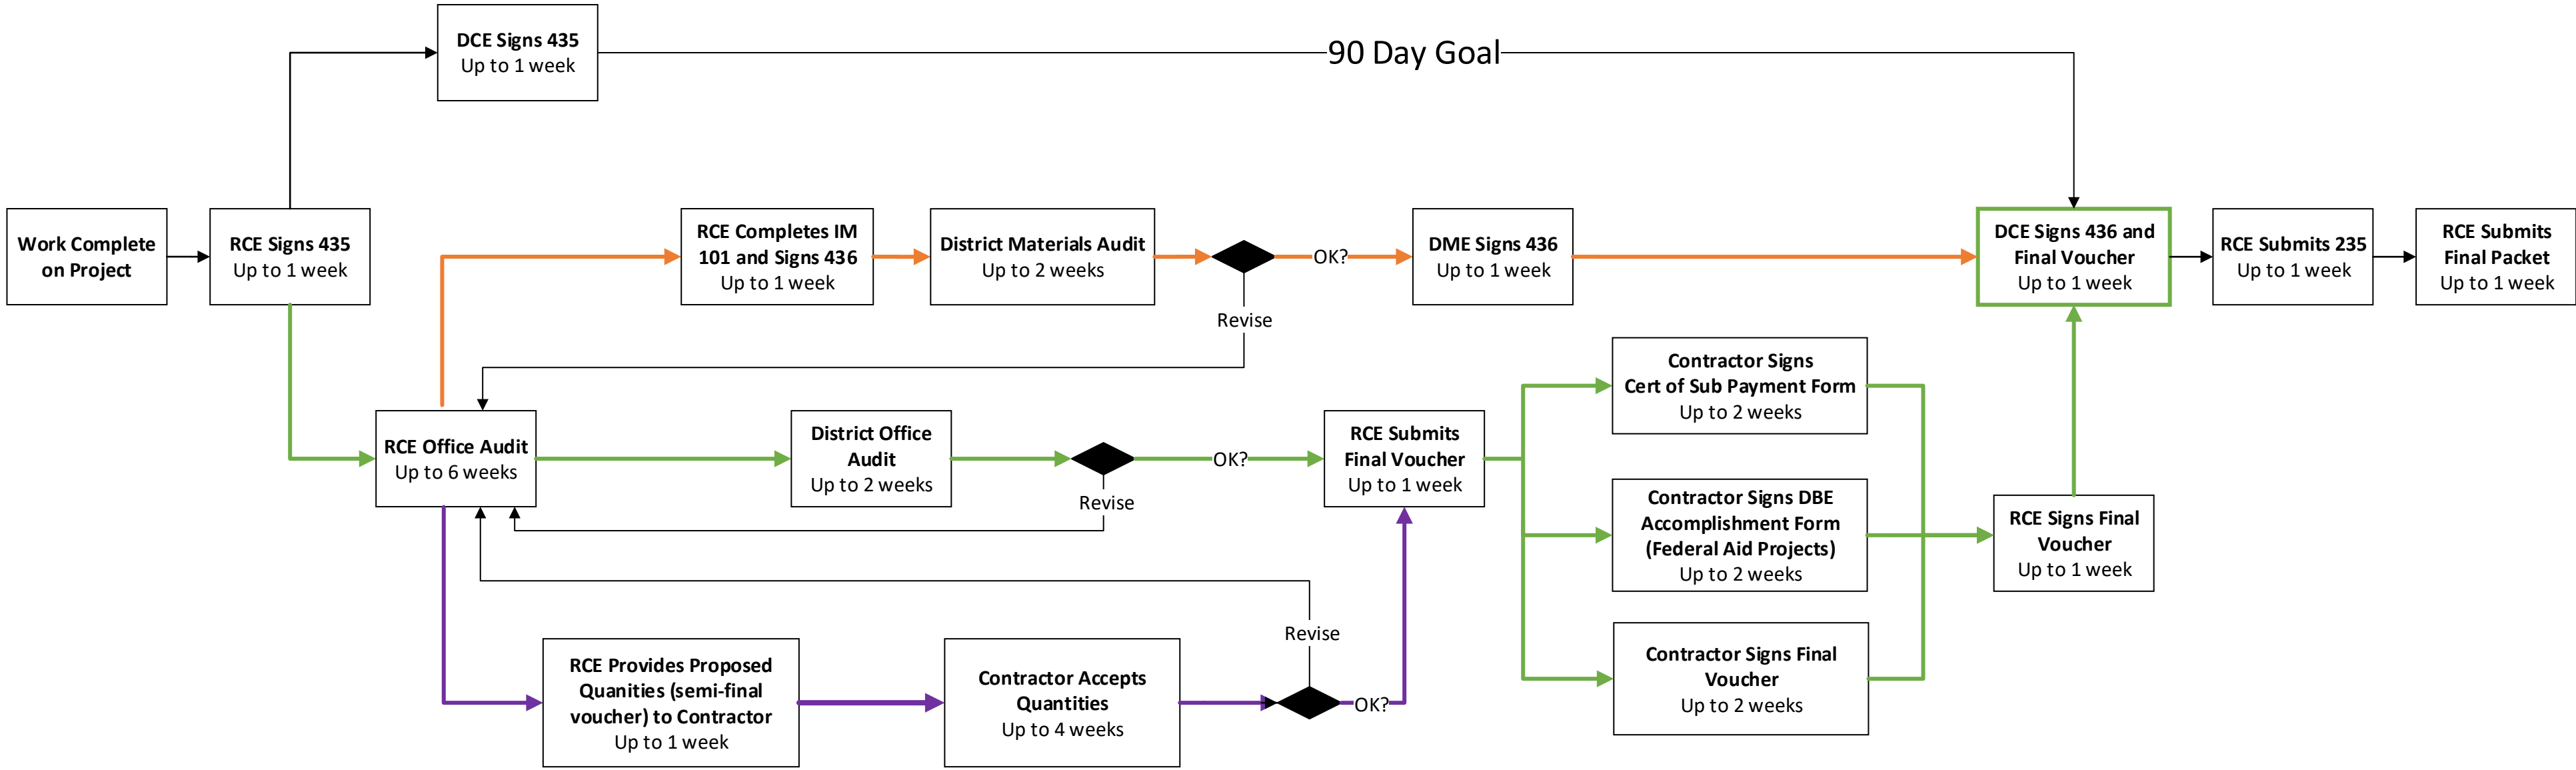 DCE Signs 435
Up to 1 week
90 Day Goal
Work Complete
on Project
RCE Signs 435
Up to 1 week
RCE Completes IM
101 and Signs 436
Up to 1 week
District Materials Audit
Up to 2 weeks
OK?
Revise
DME Signs 436
Up to 1 week
DCE Signs 436 and
Final Voucher
Up to 1 week
RCE Submits 235
Up to 1 week
RCE Submits
Final Packet
Up to 1 week
RCE Office Audit
Up to 6 weeks
District Office
Audit
Up to 2 weeks
OK?
Revise
RCE Submits
Final Voucher
Up to 1 week
Contractor Signs
Cert of Sub Payment Form
Up to 2 weeks
Contractor Signs DBE
Accomplishment Form
(Federal Aid Projects)
Up to 2 weeks
Contractor Signs Final
Voucher
Up to 2 weeks
RCE Signs Final
Voucher
Up to 1 week
RCE Provides Proposed
Quanities (semi-final
voucher) to Contractor
Up to 1 week
Contractor Accepts
Quantities
Up to 4 weeks
Revise
OK?